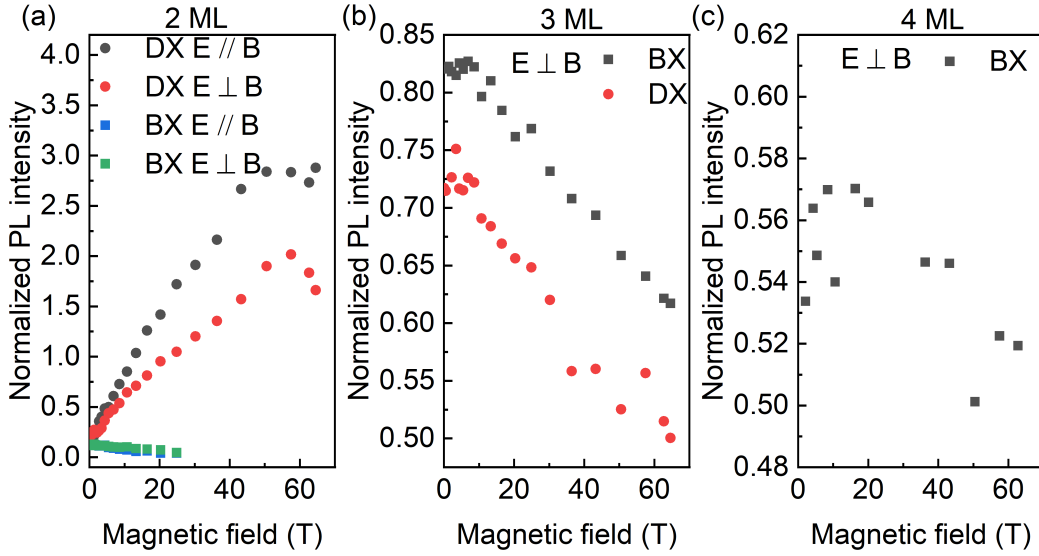 (a) 2 ML
4.0
3.5
3.0
2.5
2.0
1.5
1.0
0.5
0.0
Normalized PL intensity
DX E // B
DX E ⊥ B
BX E // B
BX E ⊥ B
0 20 40 60
Magnetic field (T)
(b) 3 ML
0.85
0.80
0.75
0.70
0.65
0.60
0.55
0.50
Normalized PL intensity
E ⊥ B
BX
DX
0 20 40 60
Magnetic field (T)
(c) 4 ML
0.62
0.60
0.58
0.56
0.54
0.52
0.50
0.48
Normalized PL intensity
E ⊥ B BX
0 20 40 60
Magnetic field (T)